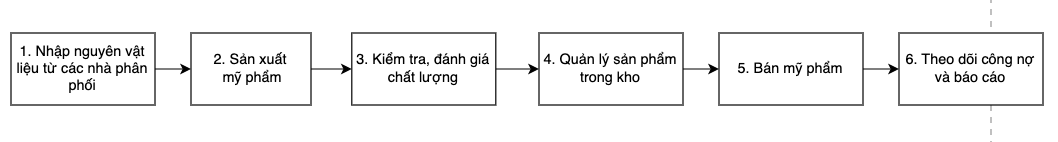 1. Nhập nguyên vật
liệu từ các nhà phân
phối
2. Sản xuất
mỹ phẩm
3. Kiểm tra, đánh giá
chất lượng
4. Quản lý sản phẩm
trong kho
5. Bán mỹ phẩm
6. Theo dõi công nợ
và báo cáo